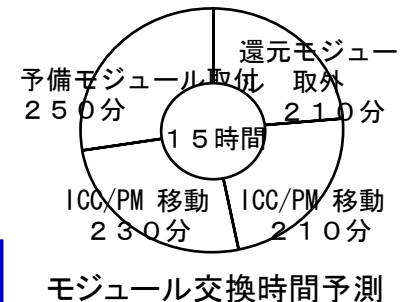 還元モジュー
取外
２１０分
予備モジュール取付
２５０分
１５時間
ICC/PM 移動
２３０分
ICC/PM 移動
２１０分
モジュール交換時間予測